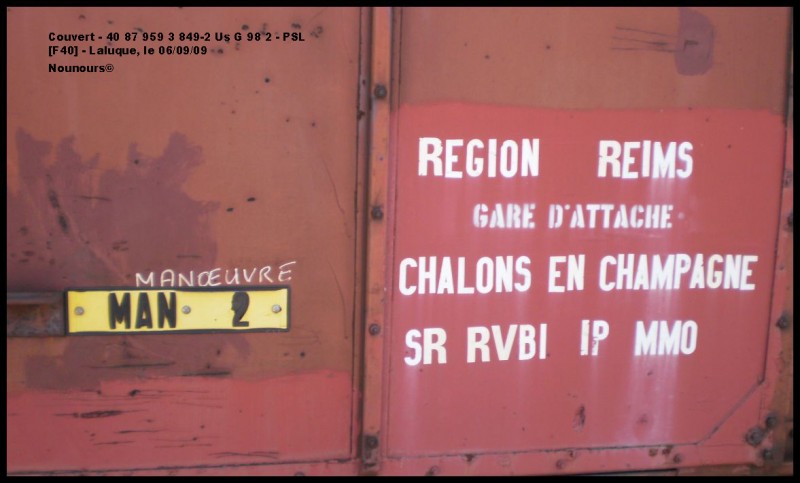 Couvert - 40 87 959 3 849-2 Us G 98 2 - PSL
[F40] - Laluque, le 06/09/09
Nounours©
REGION REIMS
GARE D'ATTACHE
CHALONS EN CHAMPAGNE
SR RVBI IP MMO
MANŒUVRE
MAN 2